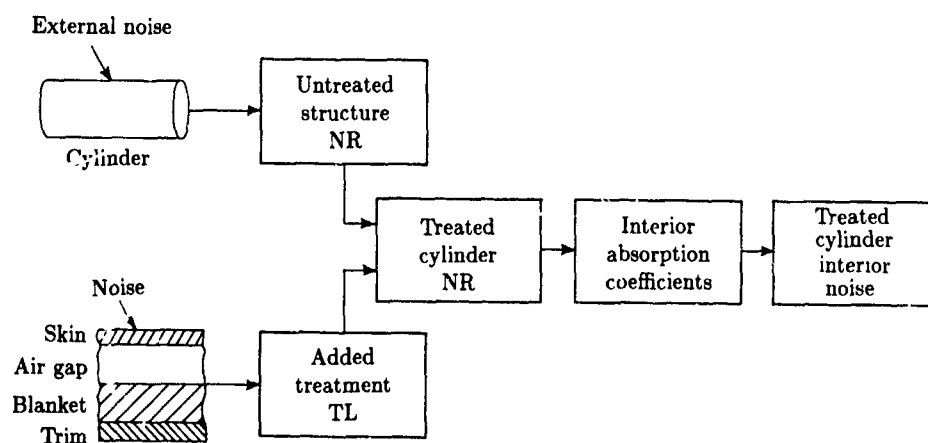 External noise
Cylinder
Untreated
structure
NR
Treated
cylinder
NR
Interior
absorption
coefficients
Treated
cylinder
interior
noise
Noise
Skin
Air gap
Blanket
Trim
Added
treatment
TL